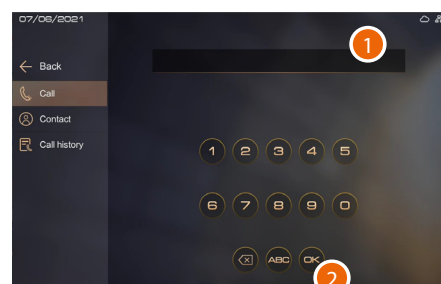 07/06/2021
1
Back
Call
Contact
Call history
1 2 3 4 5
6 7 8 9 0
ABC OK
2